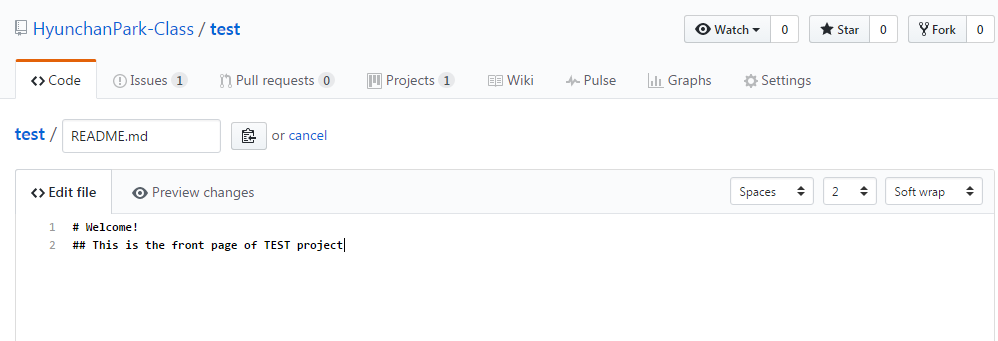 HyunchanPark-Class / test Watch 0 Star 0 Fork 0
Code Issues 1 Pull requests 0 Projects 1 Wiki Pulse Graphs Settings
test / README.md or cancel
Edit file Preview changes Spaces 2 Soft wrap
1 # Welcome!
2 ## This is the front page of TEST project